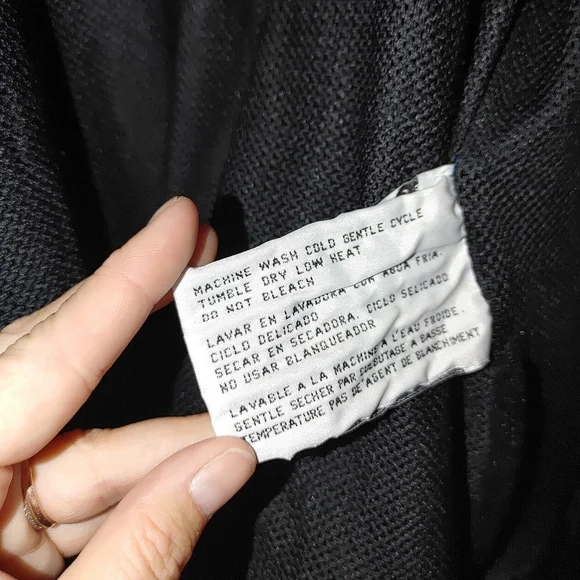 MACHINE WASH COLD GENTLE CYCLE
TUMBLE DRY LOW HEAT
DO NOT BLEACH
LAVAR EN LAVADORA CON AGUA FRIA.
CICLO DELICADO
SECAR EN SECADORA. CICLO SELICADO
NO USAR BLANQUEADOR
LAVABLE A LA MACHINE A L'EAU FROIDE.
GENTLE SECHER PAR CULBUTAGE A BASSE
TEMPERATURE PAS DE AGENT DE BLANCHIMENT